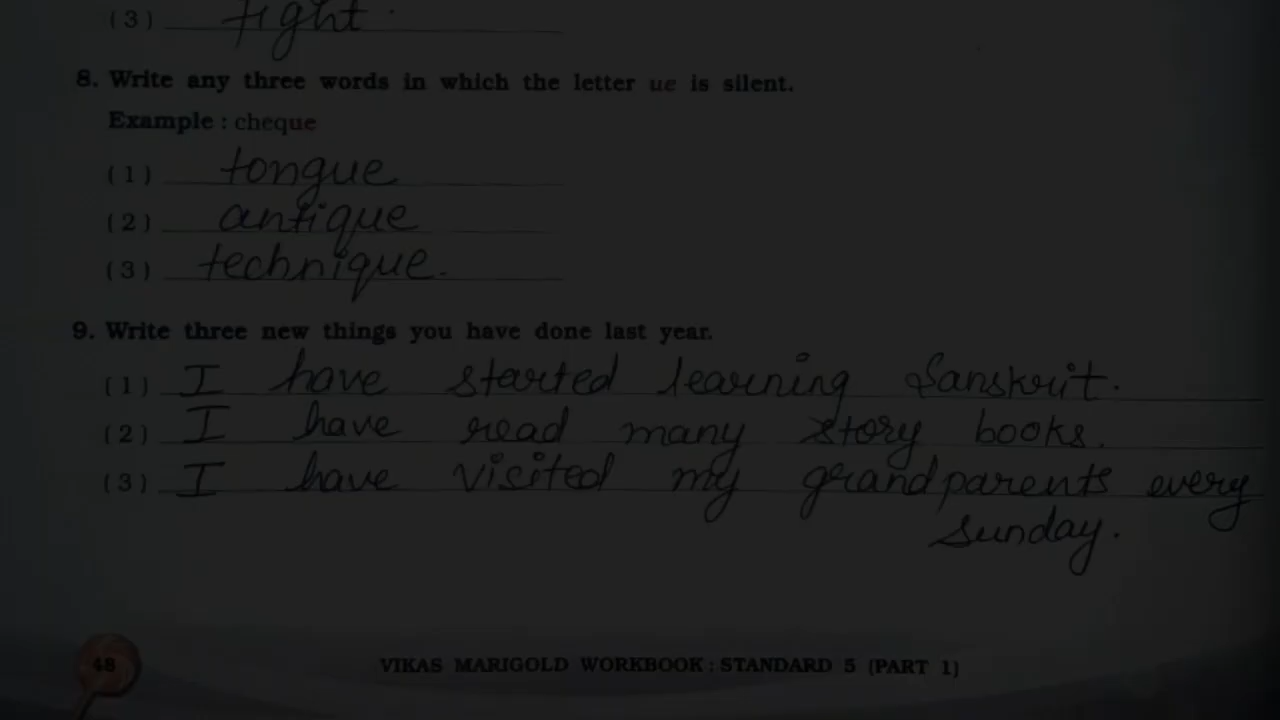 (3) fight.
8. Write any three words in which the letter ue is silent.
Example : cheque
(1) tongue
(2) antique
(3) technique.
9. Write three new things you have done last year.
(1) I have started learning Sanskrit.
(2) I have read many story books.
(3) I have visited my grandparents every
sunday.
48 VIKAS MARIGOLD WORKBOOK : STANDARD 5 (PART 1)